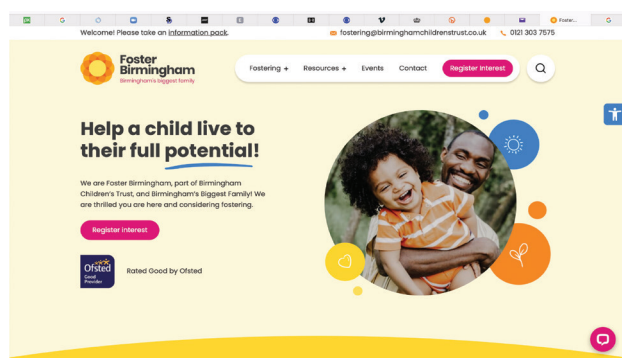 Foster...
Welcome! Please take an information pack.
fostering@birminghamchildrenstrust.co.uk
0121 303 7575
Foster
Birmingham
Birmingham's biggest family
Fostering +
Resources +
Events
Contact
Register Interest
Help a child live to
their full potential!
We are Foster Birmingham, part of Birmingham
Children's Trust, and Birmingham's Biggest Family! We
are thrilled you are here and considering fostering.
Register interest
Ofsted
Good
Provider
Rated Good by Ofsted